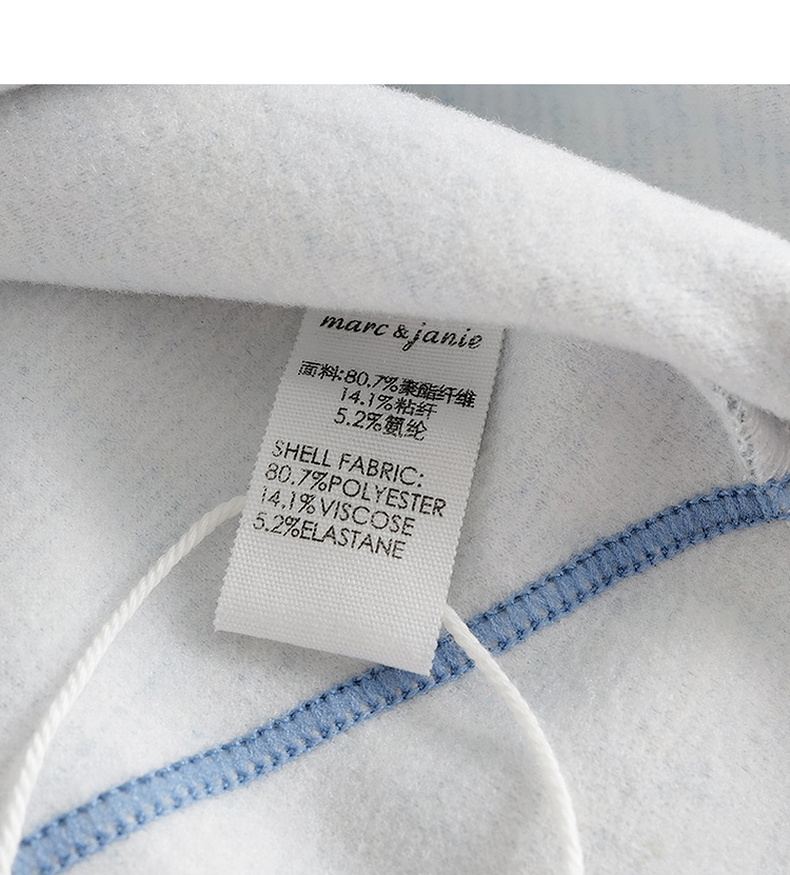 marc & janie
面料:80.7%聚酯纤维
14.1%粘纤
5.2%氨纶
SHELL FABRIC:
80.7%POLYESTER
14.1%VISCOSE
5.2%ELASTANE